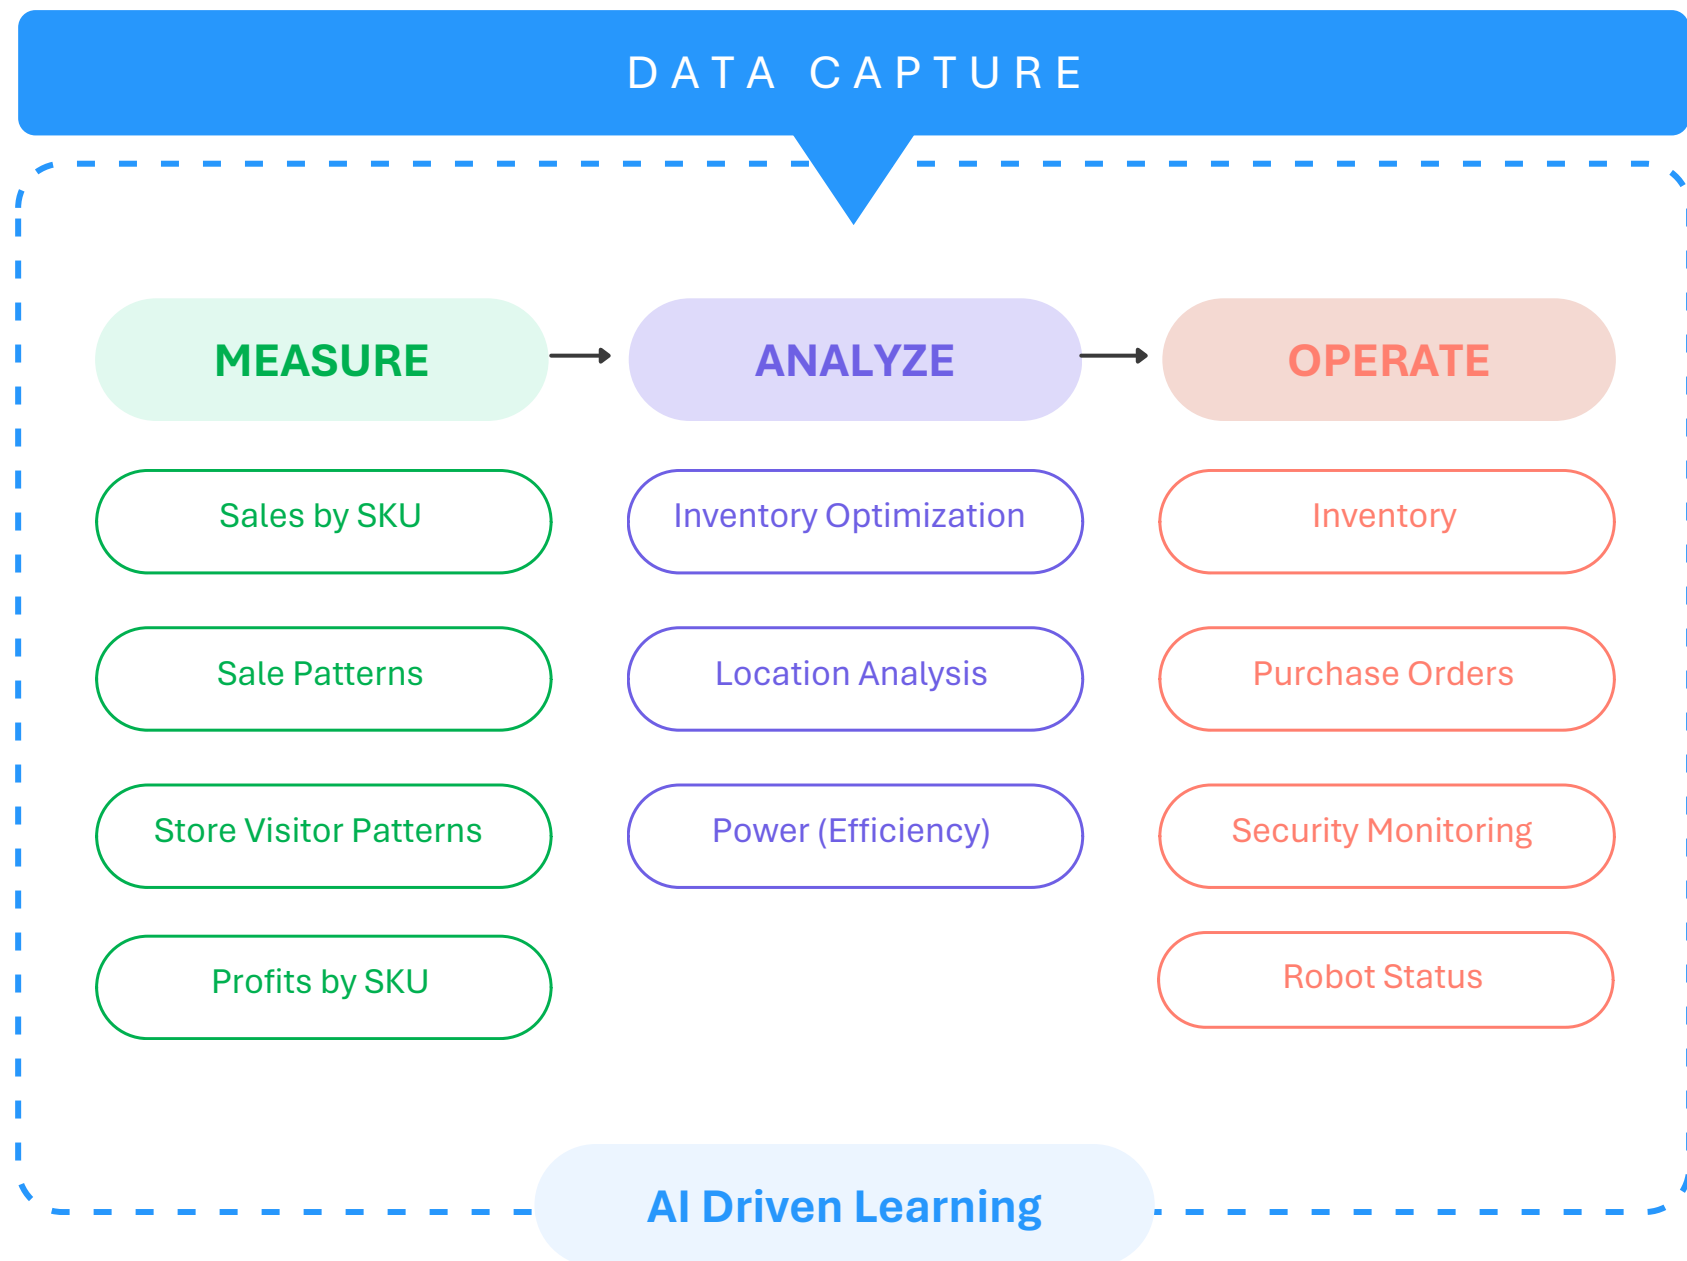 DATA CAPTURE
MEASURE
ANALYZE
OPERATE
Sales by SKU
Inventory Optimization
Inventory
Sale Patterns
Location Analysis
Purchase Orders
Store Visitor Patterns
Power (Efficiency)
Security Monitoring
Profits by SKU
Robot Status
AI Driven Learning